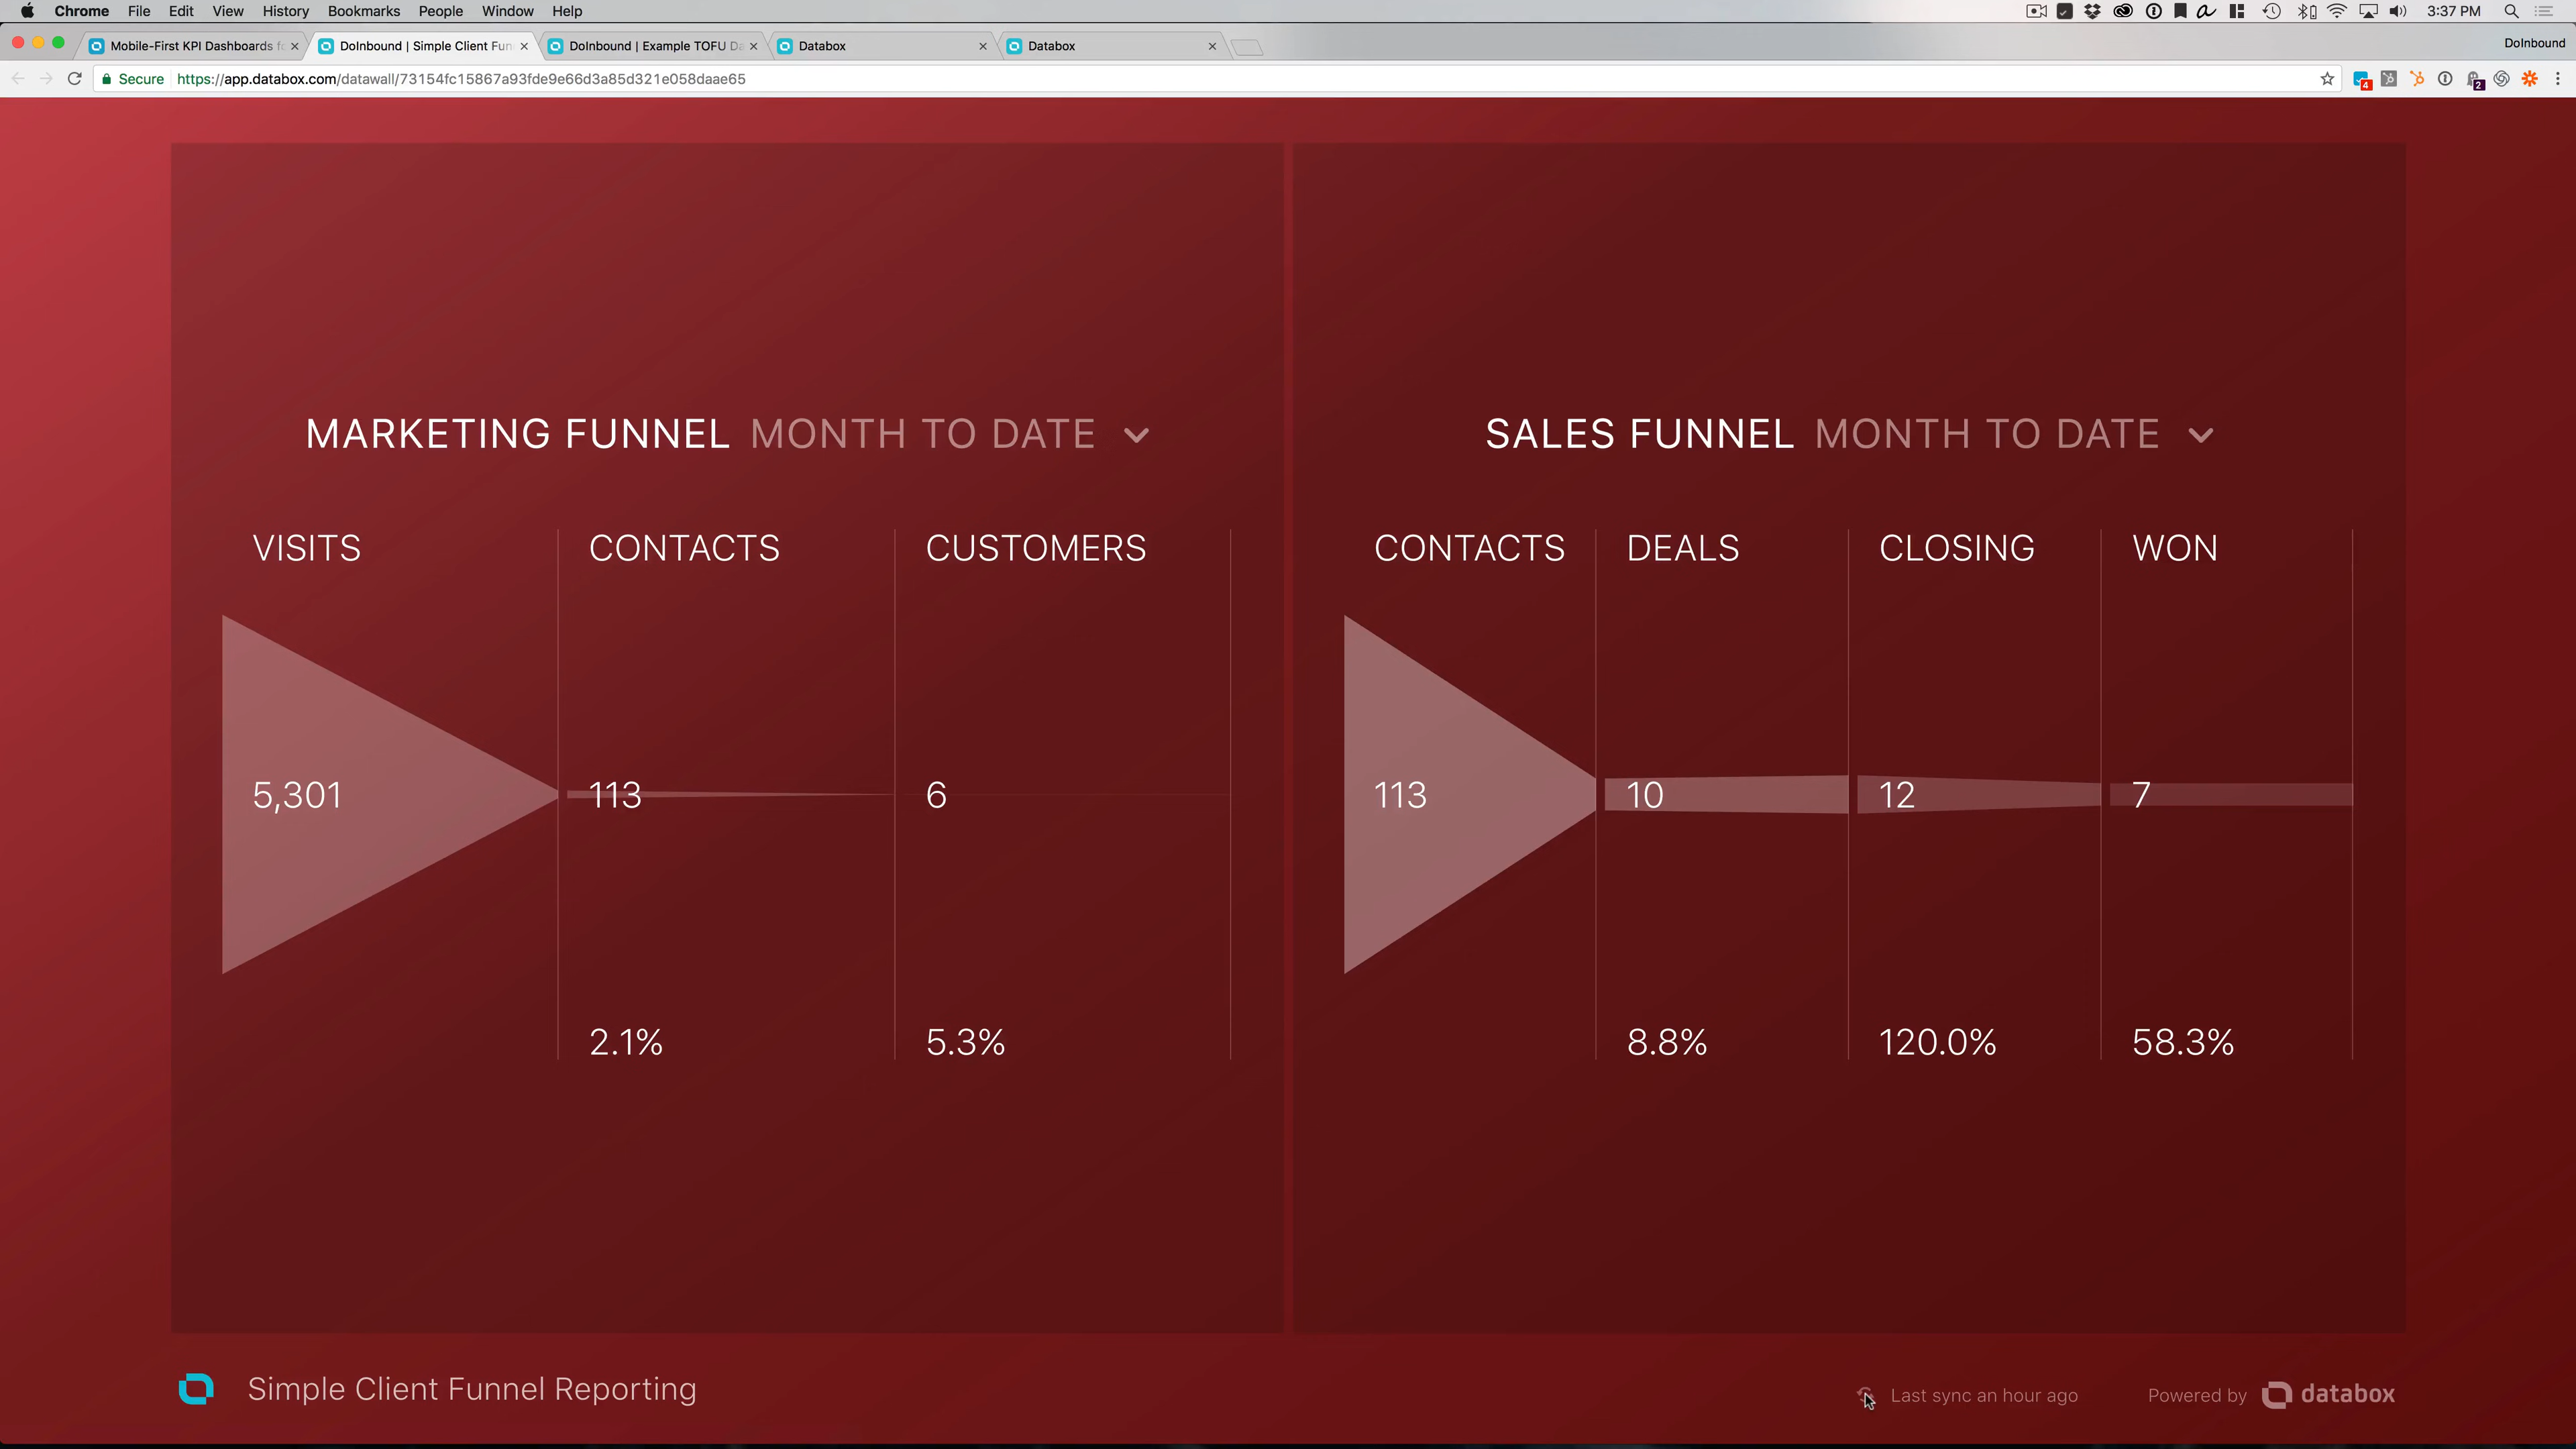 Chrome File Edit View History Bookmarks People Window Help 3:37 PM
Mobile-First KPI Dashboards fo
DoInbound | Simple Client Fun
DoInbound | Example TOFU Da
Databox
Databox
DoInbound
Secure https://app.databox.com/datawall/73154fc15867a93fde9e66d3a85d321e058daae65
4
2
MARKETING FUNNEL MONTH TO DATE
VISITS CONTACTS CUSTOMERS
5,301 113 6
2.1% 5.3%
SALES FUNNEL MONTH TO DATE
CONTACTS DEALS CLOSING WON
113 10 12 7
8.8% 120.0% 58.3%
Simple Client Funnel Reporting
Last sync an hour ago
Powered by databox